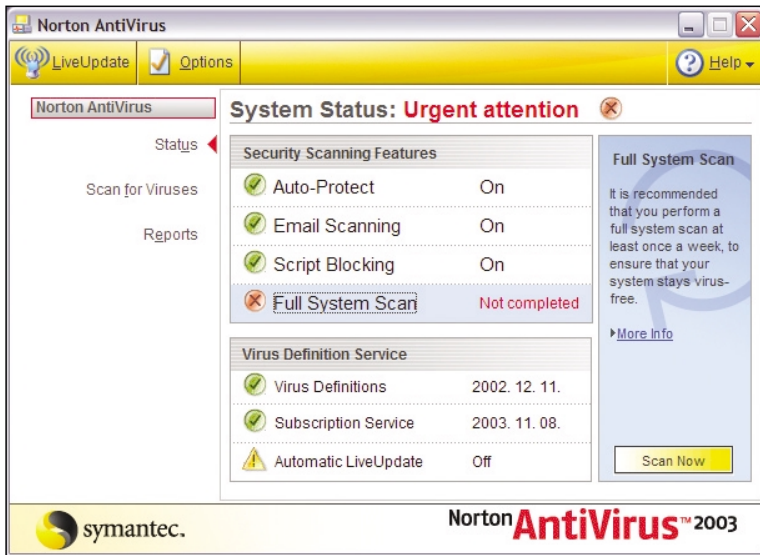 Norton AntiVirus
LiveUpdate Options Help
Norton AntiVirus
Status
Scan for Viruses
Reports
System Status: Urgent attention
Security Scanning Features
Auto-Protect On
Email Scanning On
Script Blocking On
Full System Scan Not completed
Virus Definition Service
Virus Definitions 2002. 12. 11.
Subscription Service 2003. 11. 08.
Automatic LiveUpdate Off
Full System Scan
It is recommended
that you perform a
full system scan at
least once a week, to
ensure that your
system stays virus-
free.
More Info
Scan Now
symantec.
Norton AntiVirus™ 2003